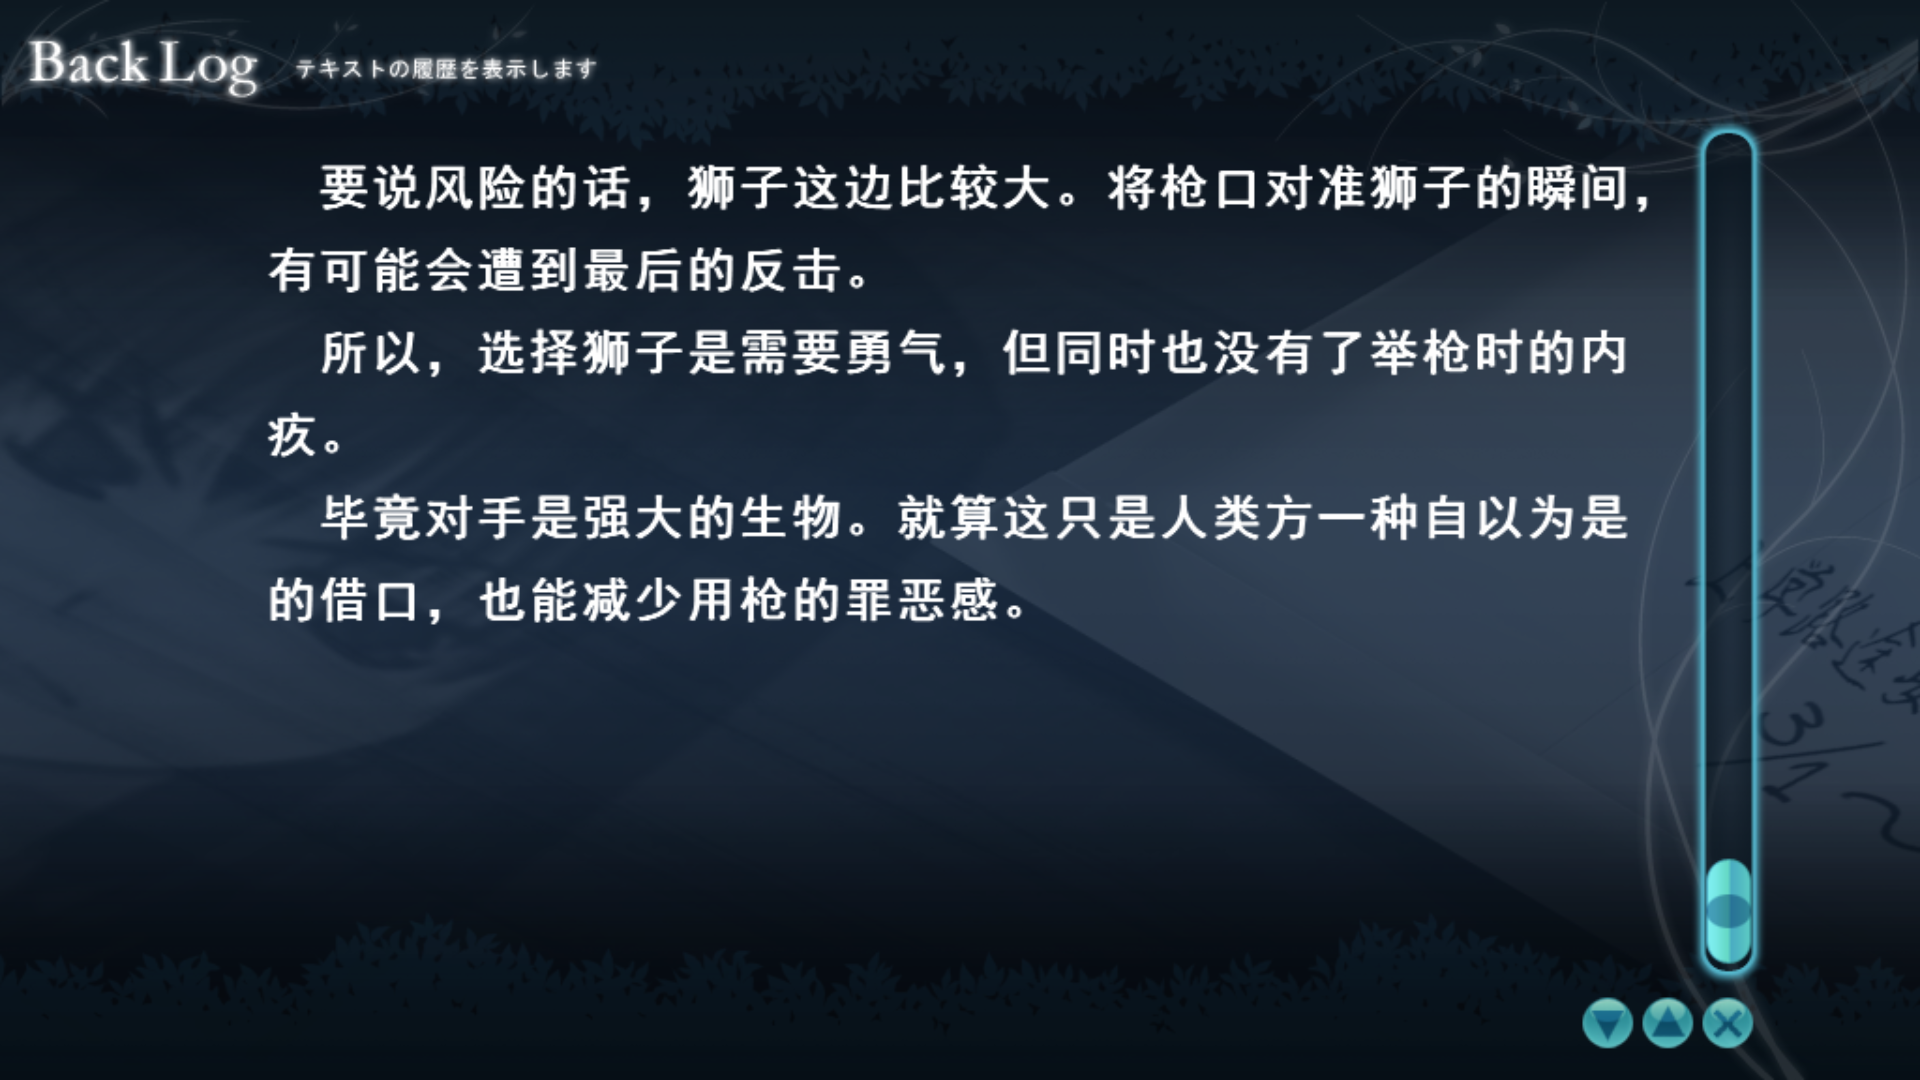 Back Log テキストの履歴を表示します
要说风险的话，狮子这边比较大。将枪口对准狮子的瞬间，
有可能会遭到最后的反击。
所以，选择狮子是需要勇气，但同时也没有了举枪时的内
疚。
毕竟对手是强大的生物。就算这只是人类方一种自以为是
的借口，也能减少用枪的罪恶感。